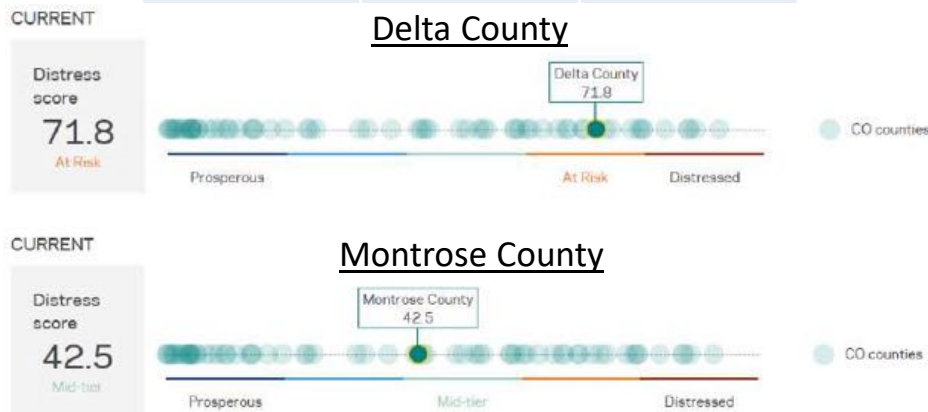 CURRENT
Delta County
Distress
score
71.8
At Risk
Delta County
71.8
CO counties
Prosperous
At Risk
Distressed
CURRENT
Montrose County
Distress
score
42.5
Mid-tier
Montrose County
42.5
CO counties
Prosperous
Mid-tier
Distressed